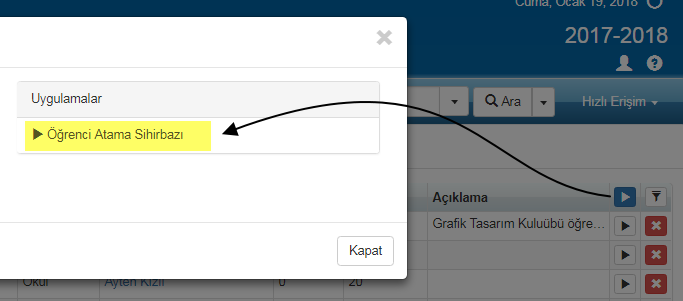 Cuma, Ocak 19, 2018
2017-2018
Uygulamalar
Ara
Hızlı Erişim
Öğrenci Atama Sihirbazı
Açıklama
Grafik Tasarım Kuluübü öğre...
Kapat
Okul Ayten Kızıl 0 20